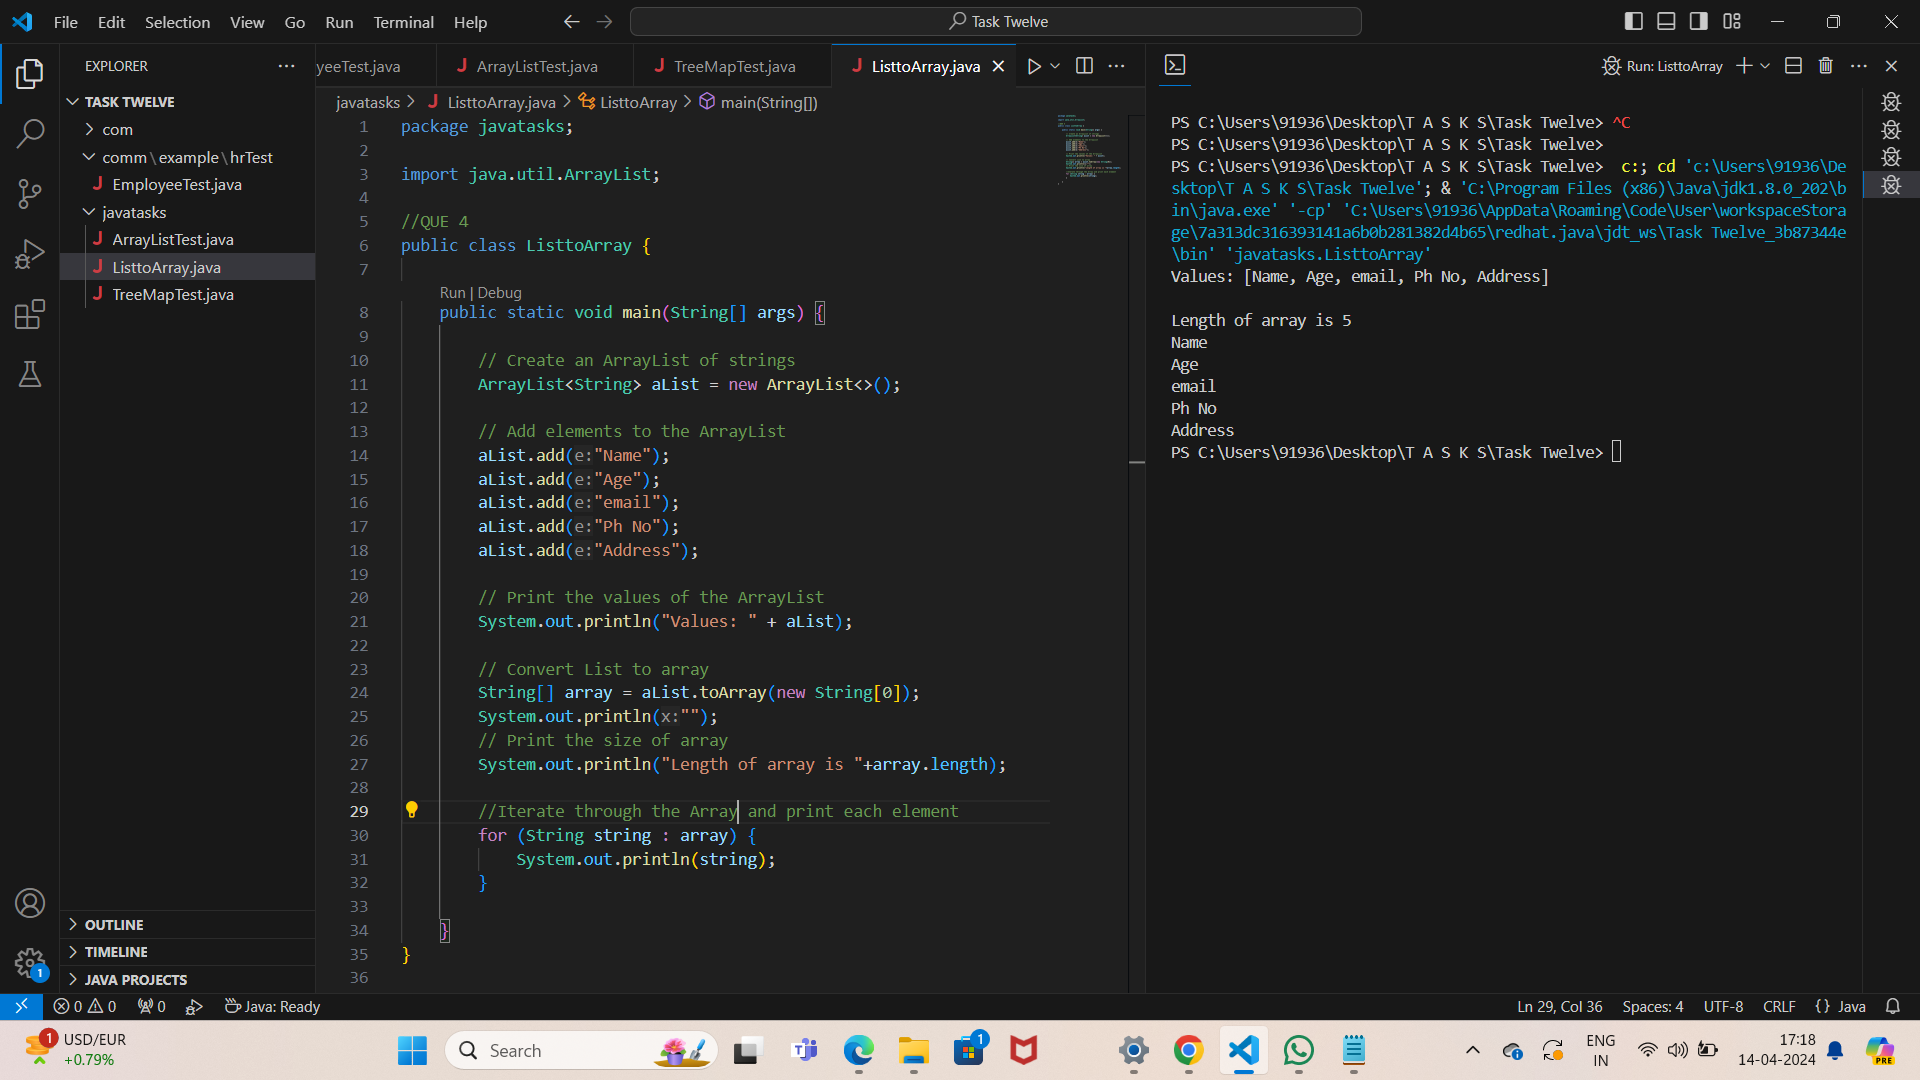 File Edit Selection View Go Run Terminal Help
Task Twelve
EXPLORER
TASK TWELVE
com
comm\example\hrTest
EmployeeTest.java
javatasks
ArrayListTest.java
ListtoArray.java
TreeMapTest.java
OUTLINE
TIMELINE
JAVA PROJECTS
yeeTest.java ArrayListTest.java TreeMapTest.java ListtoArray.java
javatasks > ListtoArray.java > ListtoArray > main(String[])
1 package javatasks;
2
3 import java.util.ArrayList;
4
5 //QUE 4
6 public class ListtoArray {
7
Run | Debug
8 public static void main(String[] args) {
9
10 // Create an ArrayList of strings
11 ArrayList<String> aList = new ArrayList<>();
12
13 // Add elements to the ArrayList
14 aList.add(e:"Name");
15 aList.add(e:"Age");
16 aList.add(e:"email");
17 aList.add(e:"Ph No");
18 aList.add(e:"Address");
19
20 // Print the values of the ArrayList
21 System.out.println("Values: " + aList);
22
23 // Convert List to array
24 String[] array = aList.toArray(new String[0]);
25 System.out.println(x:"");
26 // Print the size of array
27 System.out.println("Length of array is "+array.length);
28
29 //Iterate through the Array and print each element
30 for (String string : array) {
31 System.out.println(string);
32 }
33
34 }
35 }
36
Run: ListtoArray
PS C:\Users\91936\Desktop\T A S K S\Task Twelve> ^C
PS C:\Users\91936\Desktop\T A S K S\Task Twelve>
PS C:\Users\91936\Desktop\T A S K S\Task Twelve> c:; cd 'c:\Users\91936\De
sktop\T A S K S\Task Twelve'; & 'C:\Program Files (x86)\Java\jdk1.8.0_202\b
in\java.exe' '-cp' 'C:\Users\91936\AppData\Roaming\Code\User\workspaceStora
ge\7a313dc316393141a6b0b281382d4b65\redhat.java\jdt_ws\Task Twelve_3b87344e
\bin' 'javatasks.ListtoArray'
Values: [Name, Age, email, Ph No, Address]
Length of array is 5
Name
Age
email
Ph No
Address
PS C:\Users\91936\Desktop\T A S K S\Task Twelve>
1
0 0 0 Java: Ready
Ln 29, Col 36 Spaces: 4 UTF-8 CRLF {} Java
1
USD/EUR
+0.79%
Search
1
ENG
IN
17:18
14-04-2024
PRE